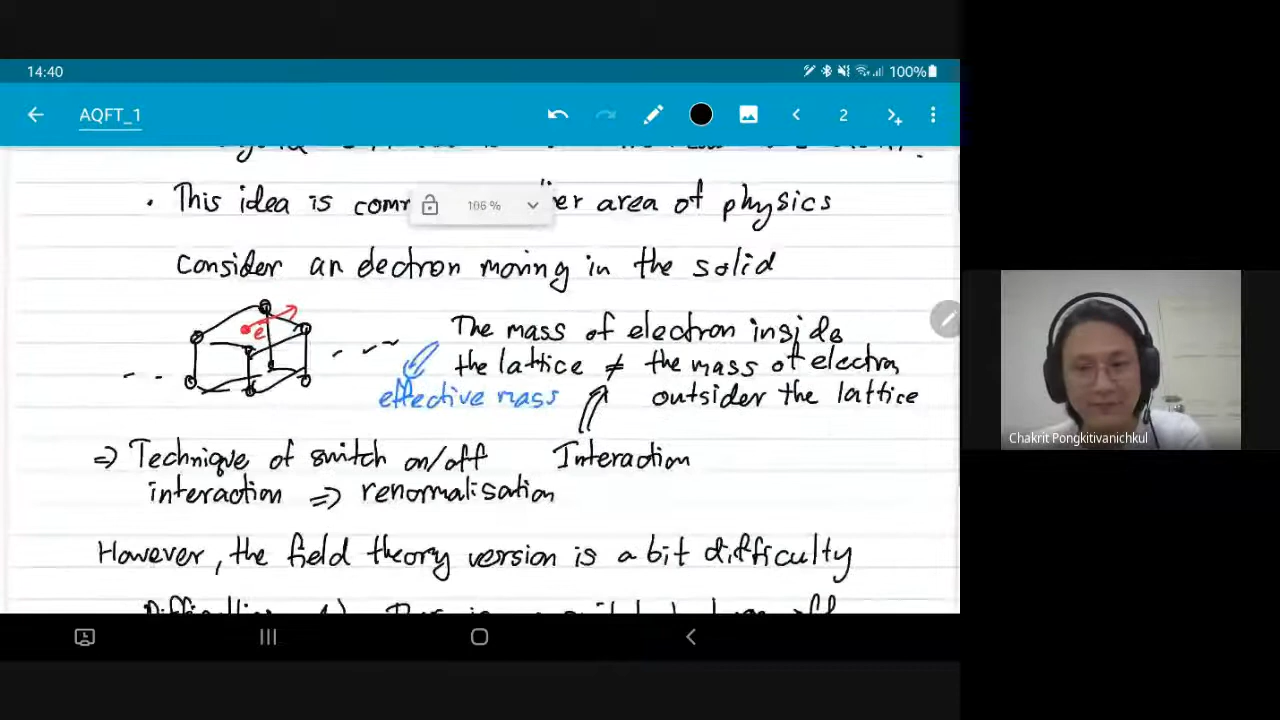 14:40
100%
AQFT_1
2
• This idea is com er area of physics
106 %
Consider an electron moving in the solid
e
The mass of electron inside
the lattice ≠ the mass of electron
effective mass
outsider the lattice
⇒ Technique of switch on/off
Interaction
interaction ⇒ renormalisation
However, the field theory version is a bit difficulty
Chakrit Pongkitivanichkul